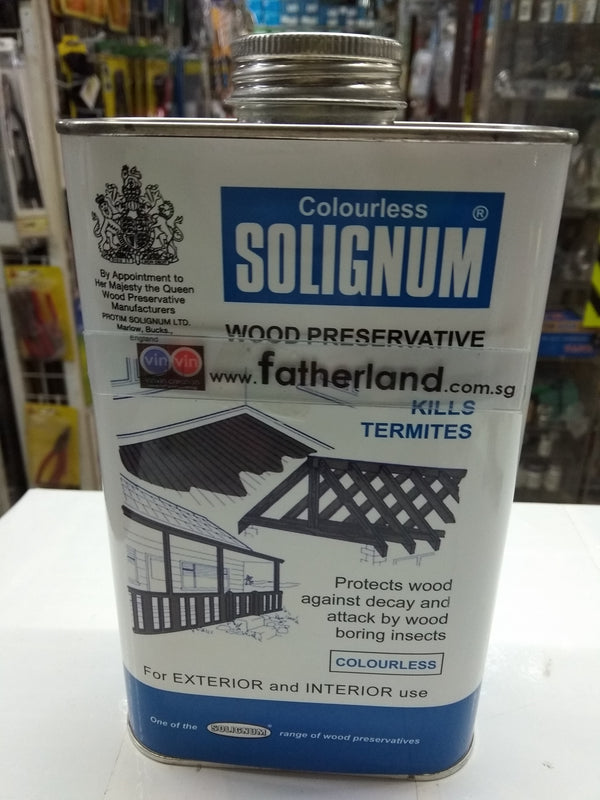 Colourless
®
SOLIGNUM
By Appointment to
Her Majesty the Queen
Wood Preservative
Manufacturers
PROTIM SOLIGNUM LTD.
Marlow, Bucks.,
England
WOOD PRESERVATIVE
vin vin
www.fatherland.com.sg
KILLS
TERMITES
Protects wood
against decay and
attack by wood
boring insects
COLOURLESS
For EXTERIOR and INTERIOR use
One of the SOLIGNUM range of wood preservatives